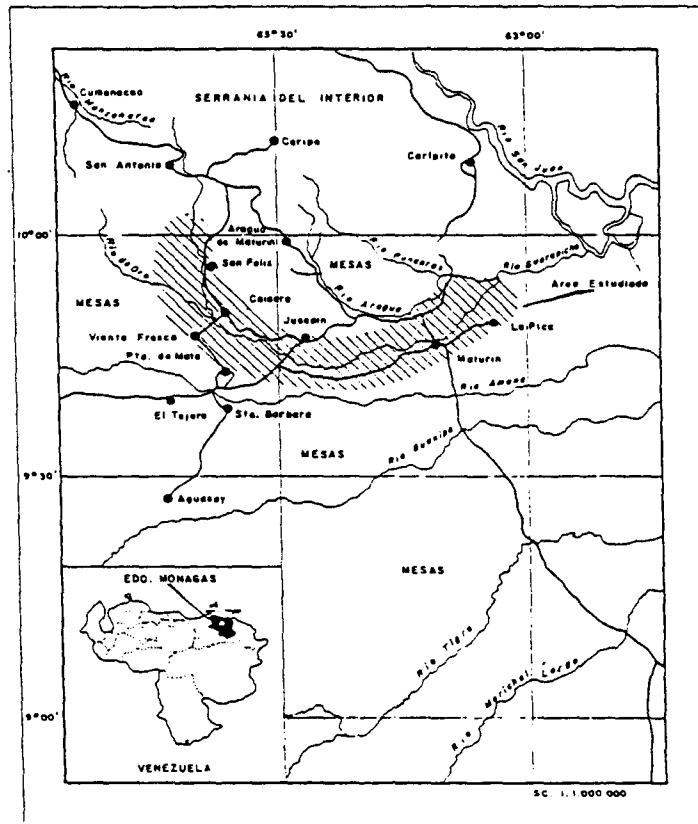 63°30'
63°00'
Cumanacoa
Rio Manzanares
SERRANIA DEL INTERIOR
Caripe
San Antonio
Caripito
Rio San Juan
10°00'
Aragua
de Maturin
San Felix
Rio de Oro
MESAS
Rio Punceres
Rio Guarapiche
MESAS
Rio Aragua
Area Estudiada
Caicara
Jusepin
La Pica
Viento Fresco
Pta. de Mata
Maturin
Rio Amana
El Tejero
Sta. Barbara
MESAS
Rio Guanipa
9°30'
Aguasay
MESAS
EDO. MONAGAS
Rio Tigre
Rio Morichal Largo
9°00'
VENEZUELA
SC. 1:1.000.000